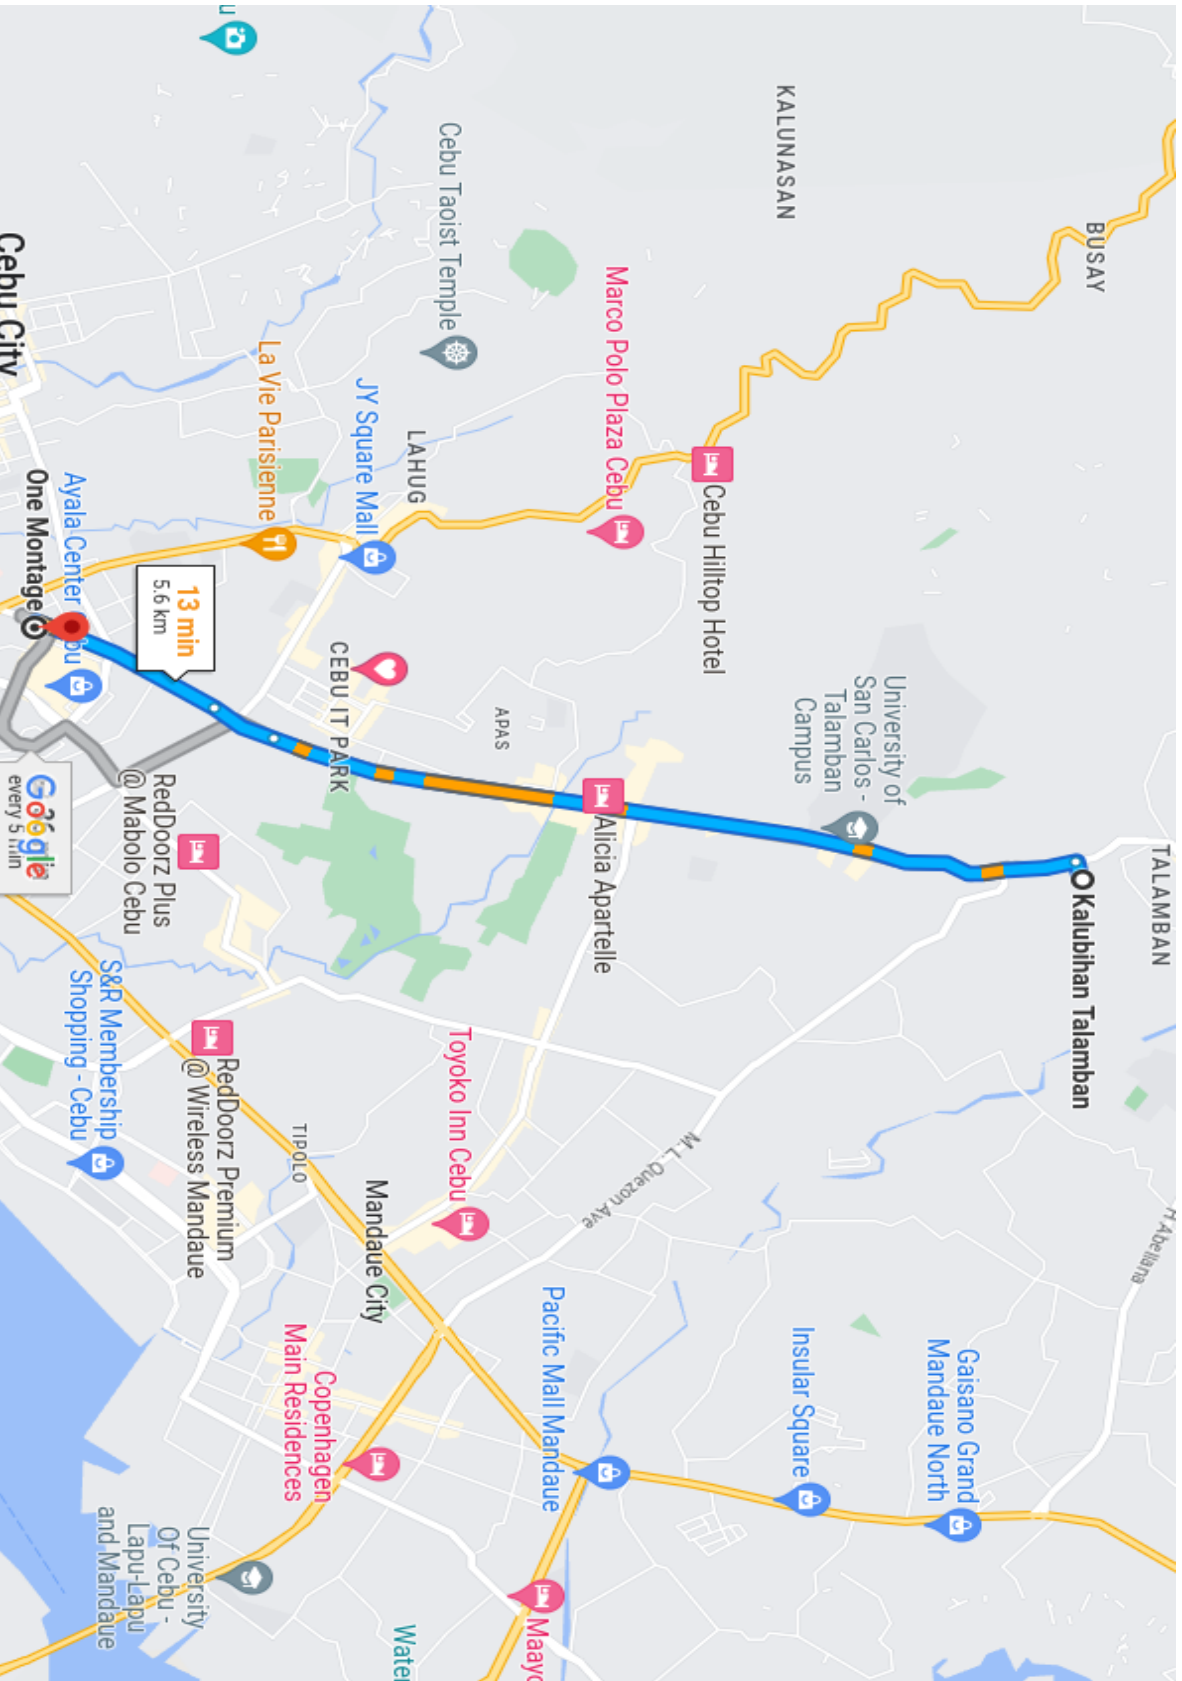 TALAMBAN
H Abellana
BUSAY
Kalubihan Talamban
Gaisano Grand
Mandaue North
University of
San Carlos -
Talamban
Campus
Insular Square
KALUNASAN
Cebu Hilltop Hotel
M.L. Quezon Ave
Marco Polo Plaza Cebu
Alicia Apartelle
Pacific Mall Mandaue
Maayo
APAS
Toyoko Inn Cebu
Cebu Taoist Temple
LAHUG
Water
JY Square Mall
Mandaue City
CEBU IT PARK
Copenhagen
Main Residences
TIPOLO
La Vie Parisienne
RedDoorz Premium
@ Wireless Mandaue
13 min
5.6 km
University
Of Cebu -
Lapu-Lapu
and Mandaue
RedDoorz Plus
@ Mabolo Cebu
S&R Membership
Shopping - Cebu
Ayala Center Cebu
One Montage
Google
every 5 min
Cebu City